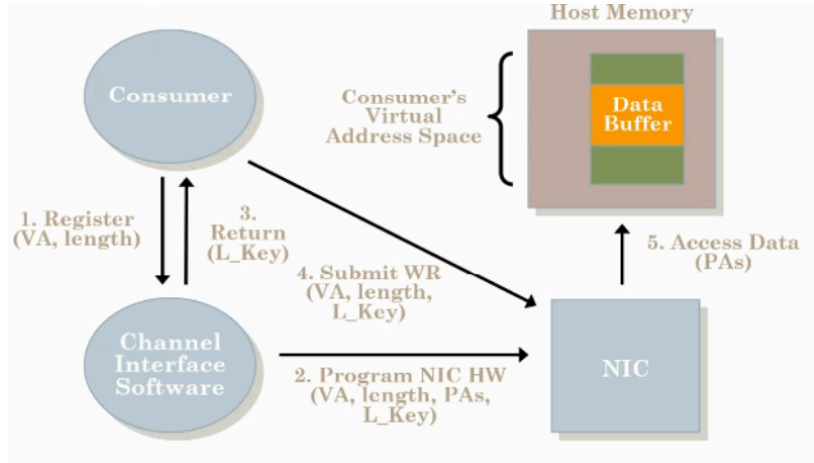 Host Memory
Consumer
Consumer's
Virtual
Address Space
Data
Buffer
1. Register
(VA, length)
3.
Return
(L_Key)
4. Submit WR
(VA, length,
L_Key)
5. Access Data
(PAs)
Channel
Interface
Software
2. Program NIC HW
(VA, length, PAs,
L_Key)
NIC